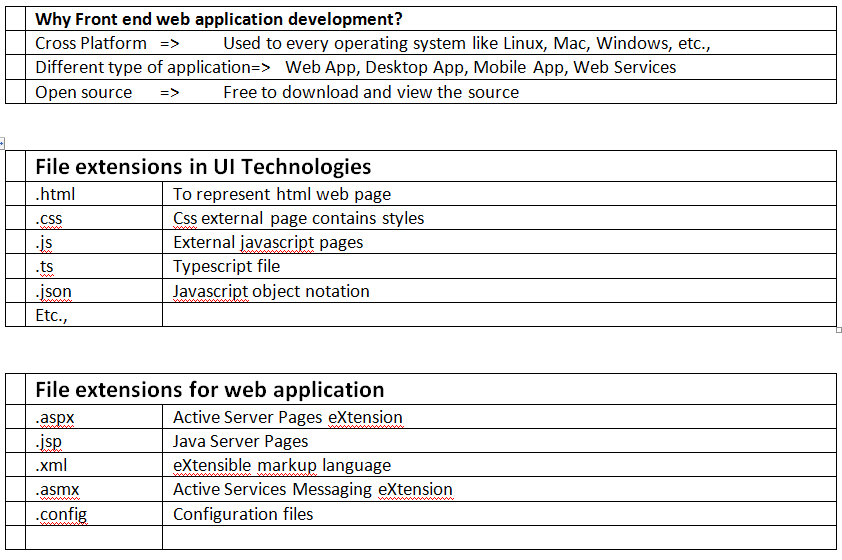 Why Front end web application development?
Cross Platform => Used to every operating system like Linux, Mac, Windows, etc.,
Different type of application=> Web App, Desktop App, Mobile App, Web Services
Open source => Free to download and view the source
File extensions in UI Technologies
.html To represent html web page
.css Css external page contains styles
.js External javascript pages
.ts Typescript file
.json Javascript object notation
Etc.,
File extensions for web application
.aspx Active Server Pages eXtension
.jsp Java Server Pages
.xml eXtensible markup language
.asmx Active Services Messaging eXtension
.config Configuration files